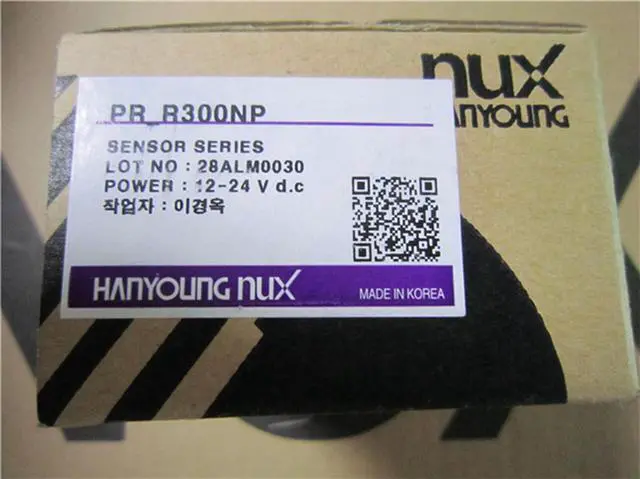 nux
HANYOUNG
PR_R300NP
SENSOR SERIES
LOT NO : 28ALM0030
POWER : 12-24 V d.c
작업자 : 이경옥
HANYOUNG nux
MADE IN KOREA